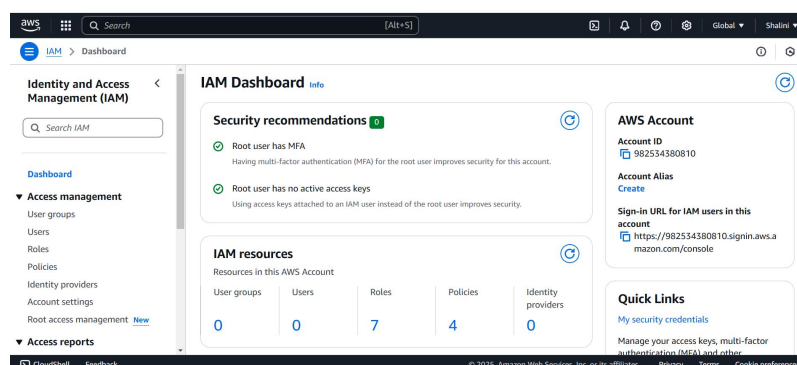 aws
Search
[Alt+S]
Global
Shalini
IAM > Dashboard
Identity and Access
Management (IAM)
Search IAM
Dashboard
Access management
User groups
Users
Roles
Policies
Identity providers
Account settings
Root access management New
Access reports
IAM Dashboard Info
Security recommendations 0
Root user has MFA
Having multi-factor authentication (MFA) for the root user improves security for this account.
Root user has no active access keys
Using access keys attached to an IAM user instead of the root user improves security.
IAM resources
Resources in this AWS Account
User groups Users Roles Policies Identity
providers
0 0 7 4 0
AWS Account
Account ID
982534380810
Account Alias
Create
Sign-in URL for IAM users in this
account
https://982534380810.signin.aws.a
mazon.com/console
Quick Links
My security credentials
Manage your access keys, multi-factor
authentication (MFA) and other
CloudShell Feedback
© 2025, Amazon Web Services, Inc. or its affiliates. Privacy Terms Cookie preference